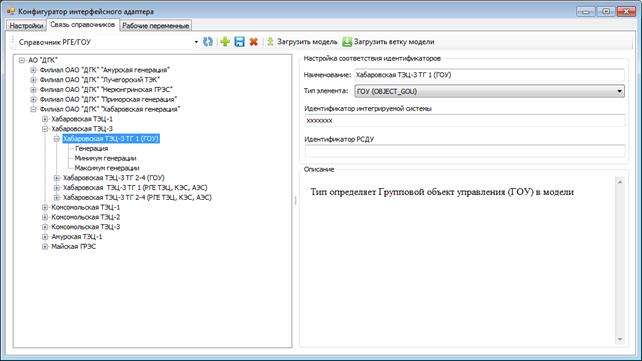 Конфигуратор интерфейсного адаптера
Настройки Связь справочников Рабочие переменные
Справочник РГЕ/ГОУ Загрузить модель Загрузить ветку модели
АО "ДГК"
Филиал ОАО "ДГК" "Амурская генерация"
Филиал ОАО "ДГК" "Лучегорский ТЭК"
Филиал ОАО "ДГК" "Нерюнгринская ГРЭС"
Филиал ОАО "ДГК" "Приморская генерация"
Филиал ОАО "ДГК" "Хабаровская генерация"
Хабаровская ТЭЦ-1
Хабаровская ТЭЦ-3
Хабаровская ТЭЦ-3 ТГ 1 (ГОУ)
Генерация
Минимум генерации
Максимум генерации
Хабаровская ТЭЦ-3 ТГ 2-4 (ГОУ)
Хабаровская ТЭЦ-3 ТГ 1 (РГЕ ТЭЦ, КЭС, АЭС)
Хабаровская ТЭЦ-3 ТГ 2-4 (РГЕ ТЭЦ, КЭС, АЭС)
Комсомольская ТЭЦ-1
Комсомольская ТЭЦ-2
Комсомольская ТЭЦ-3
Амурская ТЭЦ-1
Майская ГРЭС
Настройка соответствия идентификаторов
Наименование: Хабаровская ТЭЦ-3 ТГ 1 (ГОУ)
Тип элемента: ГОУ (OBJECT_GOU)
Идентификатор интегрируемой системы
xxxxxxx
Идентификатор РСДУ
Описание
Тип определяет Групповой объект управления (ГОУ) в модели